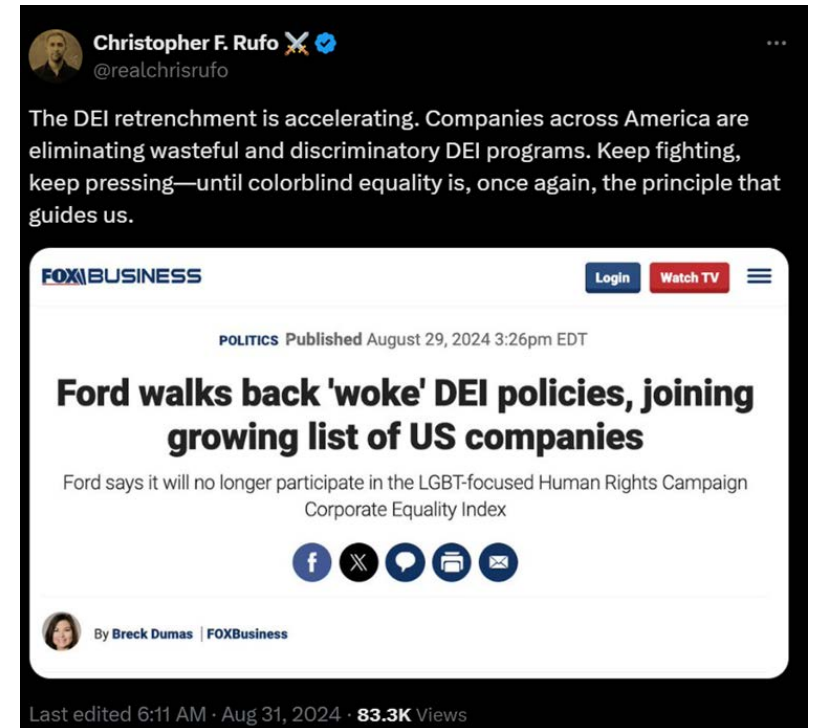 Christopher F. Rufo
@realchrisrufo
The DEI retrenchment is accelerating. Companies across America are
eliminating wasteful and discriminatory DEI programs. Keep fighting,
keep pressing—until colorblind equality is, once again, the principle that
guides us.
FOX BUSINESS Login Watch TV
POLITICS Published August 29, 2024 3:26pm EDT
Ford walks back 'woke' DEI policies, joining
growing list of US companies
Ford says it will no longer participate in the LGBT-focused Human Rights Campaign
Corporate Equality Index
By Breck Dumas | FOXBusiness
Last edited 6:11 AM · Aug 31, 2024 · 83.3K Views